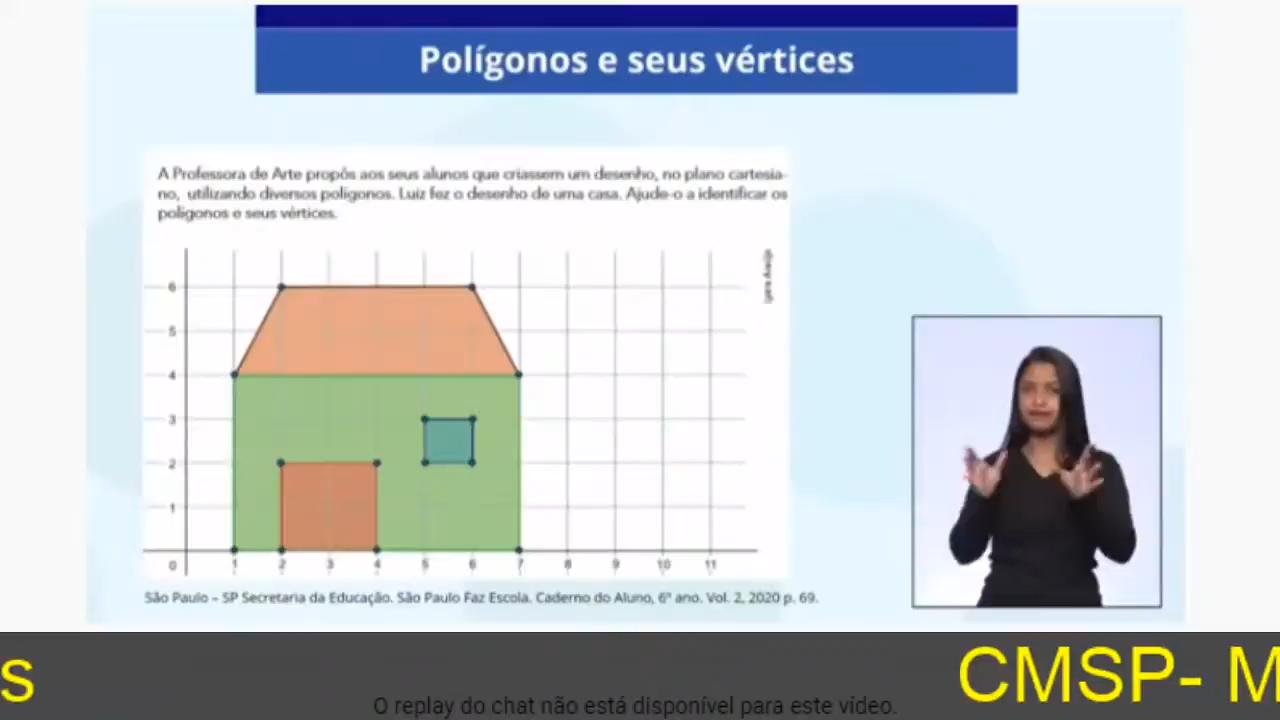 Polígonos e seus vértices
A Professora de Arte propôs aos seus alunos que criassem um desenho, no plano cartesia-
no, utilizando diversos polígonos. Luiz fez o desenho de uma casa. Ajude-o a identificar os
polígonos e seus vértices.
6
5
4
3
2
1
0 1 2 3 4 5 6 7 8 9 10 11
São Paulo – SP Secretaria da Educação. São Paulo Faz Escola. Caderno do Aluno, 6º ano. Vol. 2, 2020 p. 69.
s CMSP- M
O replay do chat não está disponível para este vídeo.